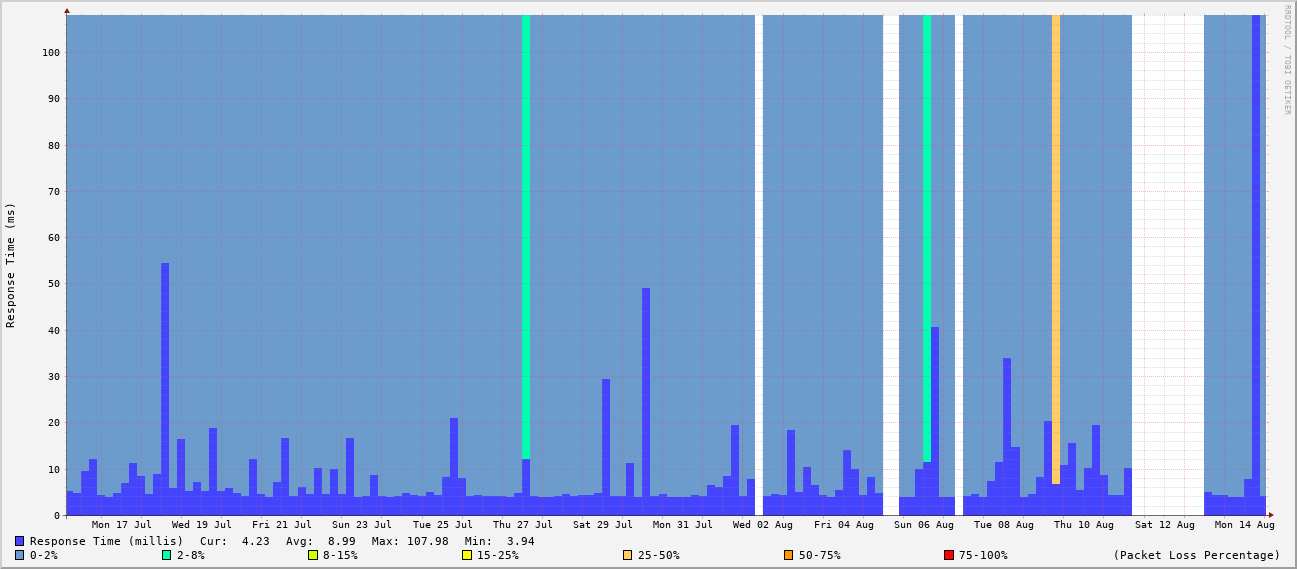 RRDTOOL / TOBI OETIKER
Response Time (ms)
100
90
80
70
60
50
40
30
20
10
0
Mon 17 Jul Wed 19 Jul Fri 21 Jul Sun 23 Jul Tue 25 Jul Thu 27 Jul Sat 29 Jul Mon 31 Jul Wed 02 Aug Fri 04 Aug Sun 06 Aug Tue 08 Aug Thu 10 Aug Sat 12 Aug Mon 14 Aug
Response Time (millis) Cur: 4.23 Avg: 8.99 Max: 107.98 Min: 3.94
0-2% 2-8% 8-15% 15-25% 25-50% 50-75% 75-100% (Packet Loss Percentage)